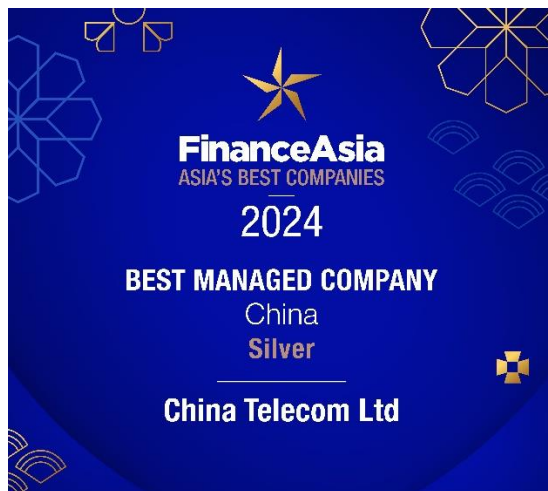 FinanceAsia
ASIA'S BEST COMPANIES
2024
BEST MANAGED COMPANY
China
Silver
China Telecom Ltd